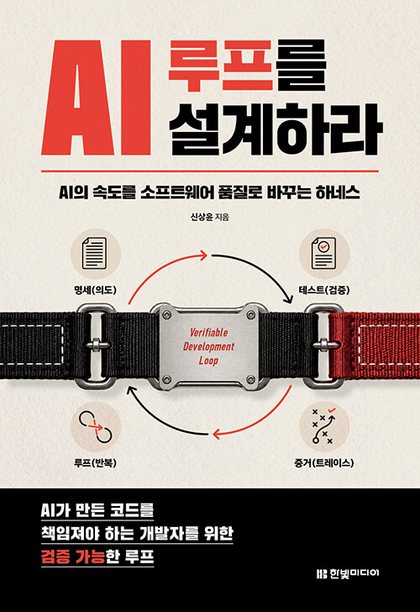 AI 루프를
설계하라
AI의 속도를 소프트웨어 품질로 바꾸는 하네스
신상윤 지음
명세(의도)
테스트(검증)
Verifiable
Development
Loop
루프(반복)
증거(트레이스)
AI가 만든 코드를
책임져야 하는 개발자를 위한
검증 가능한 루프
한빛미디어